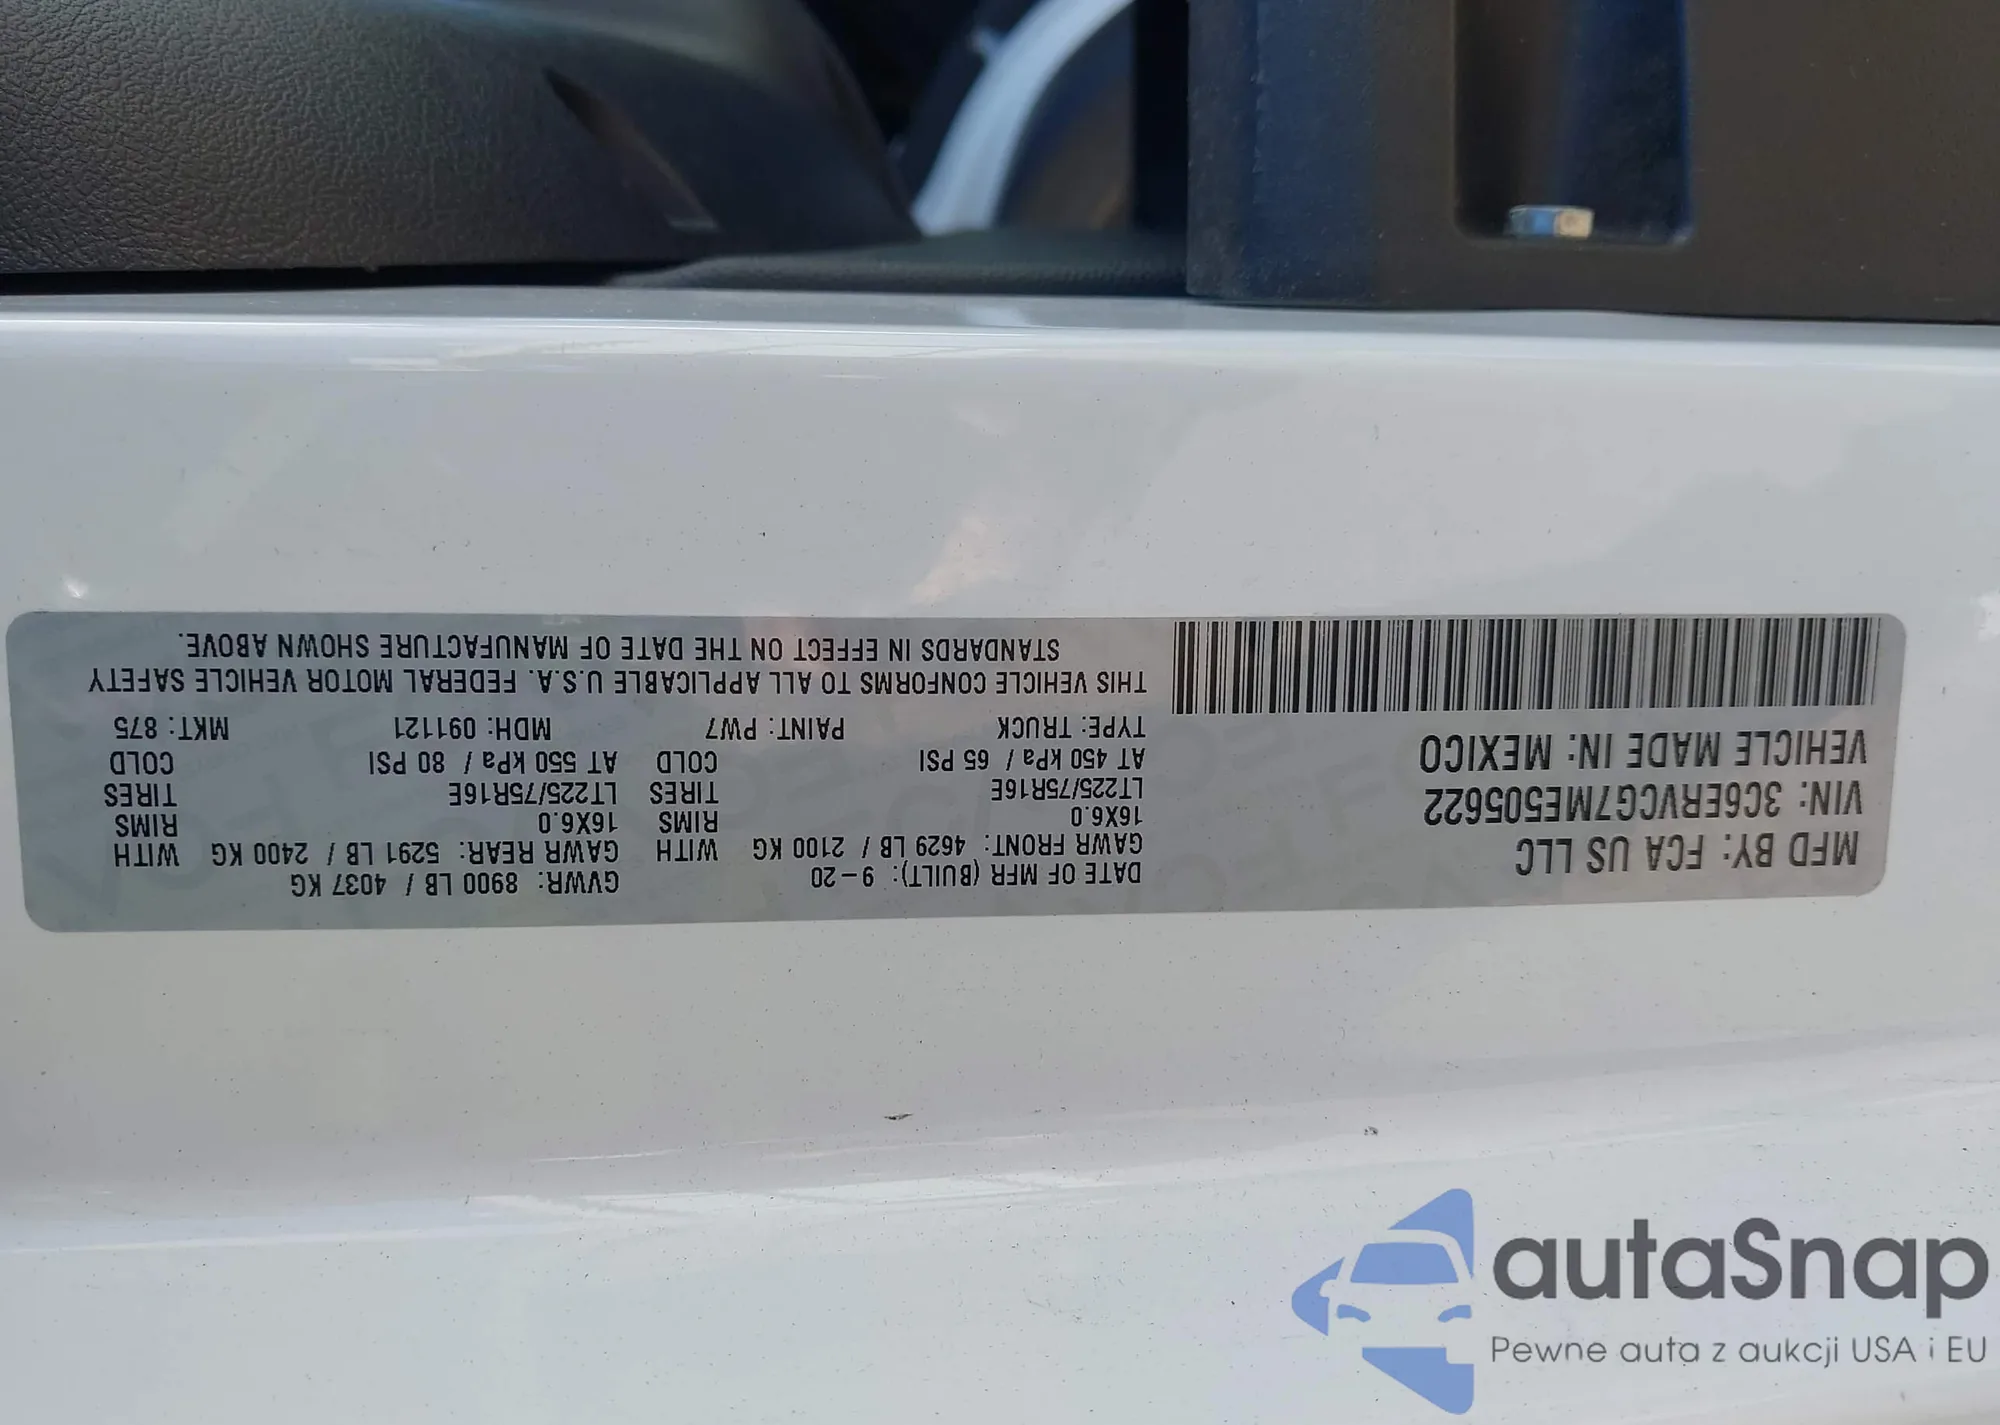 MFD BY: FCA US LLC
VIN: 3C6ERVCG7ME505622
VEHICLE MADE IN: MEXICO
DATE OF MFR (BUILT): 9-20 GVWR: 8900 LB / 4037 KG
GAWR FRONT: 4629 LB / 2100 KG WITH GAWR REAR: 5291 LB / 2400 KG WITH
16X6.0 RIMS 16X6.0 RIMS
LT225/75R16E TIRES LT225/75R16E TIRES
AT 450 kPa / 65 PSI COLD AT 550 kPa / 80 PSI COLD
TYPE: TRUCK PAINT: PW7 MDH: 091121 MKT: 875
THIS VEHICLE CONFORMS TO ALL APPLICABLE U.S.A. FEDERAL MOTOR VEHICLE SAFETY
STANDARDS IN EFFECT ON THE DATE OF MANUFACTURE SHOWN ABOVE.
autaSnap
Pewne auta z aukcji USA i EU